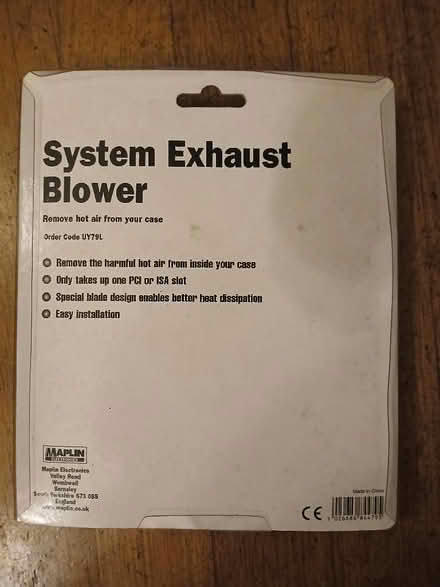 System Exhaust
Blower
Remove hot air from your case
Order Code UY79L
Remove the harmful hot air from inside your case
Only takes up one PCI or ISA slot
Special blade design enables better heat dissipation
Easy installation
MAPLIN
ELECTRONICS
Maplin Electronics
Valley Road
Wombwell
Barnsley
South Yorkshire S73 0BS
England
www.maplin.co.uk
Made in China
CE